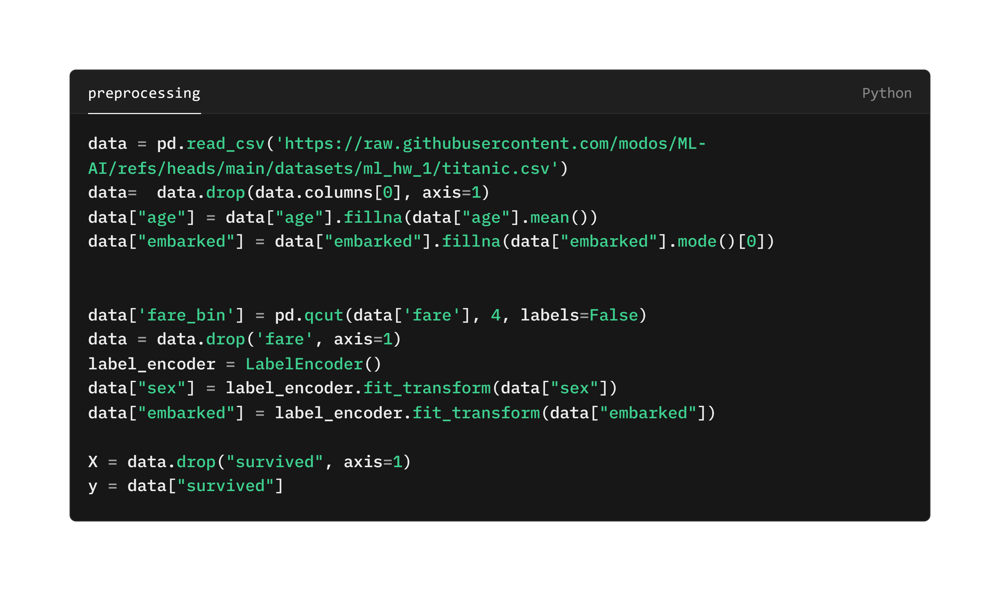 preprocessing
Python
data = pd.read_csv('https://raw.githubusercontent.com/modos/ML-
AI/refs/heads/main/datasets/ml_hw_1/titanic.csv')
data=  data.drop(data.columns[0], axis=1)
data["age"] = data["age"].fillna(data["age"].mean())
data["embarked"] = data["embarked"].fillna(data["embarked"].mode()[0])
data['fare_bin'] = pd.qcut(data['fare'], 4, labels=False)
data = data.drop('fare', axis=1)
label_encoder = LabelEncoder()
data["sex"] = label_encoder.fit_transform(data["sex"])
data["embarked"] = label_encoder.fit_transform(data["embarked"])
X = data.drop("survived", axis=1)
y = data["survived"]